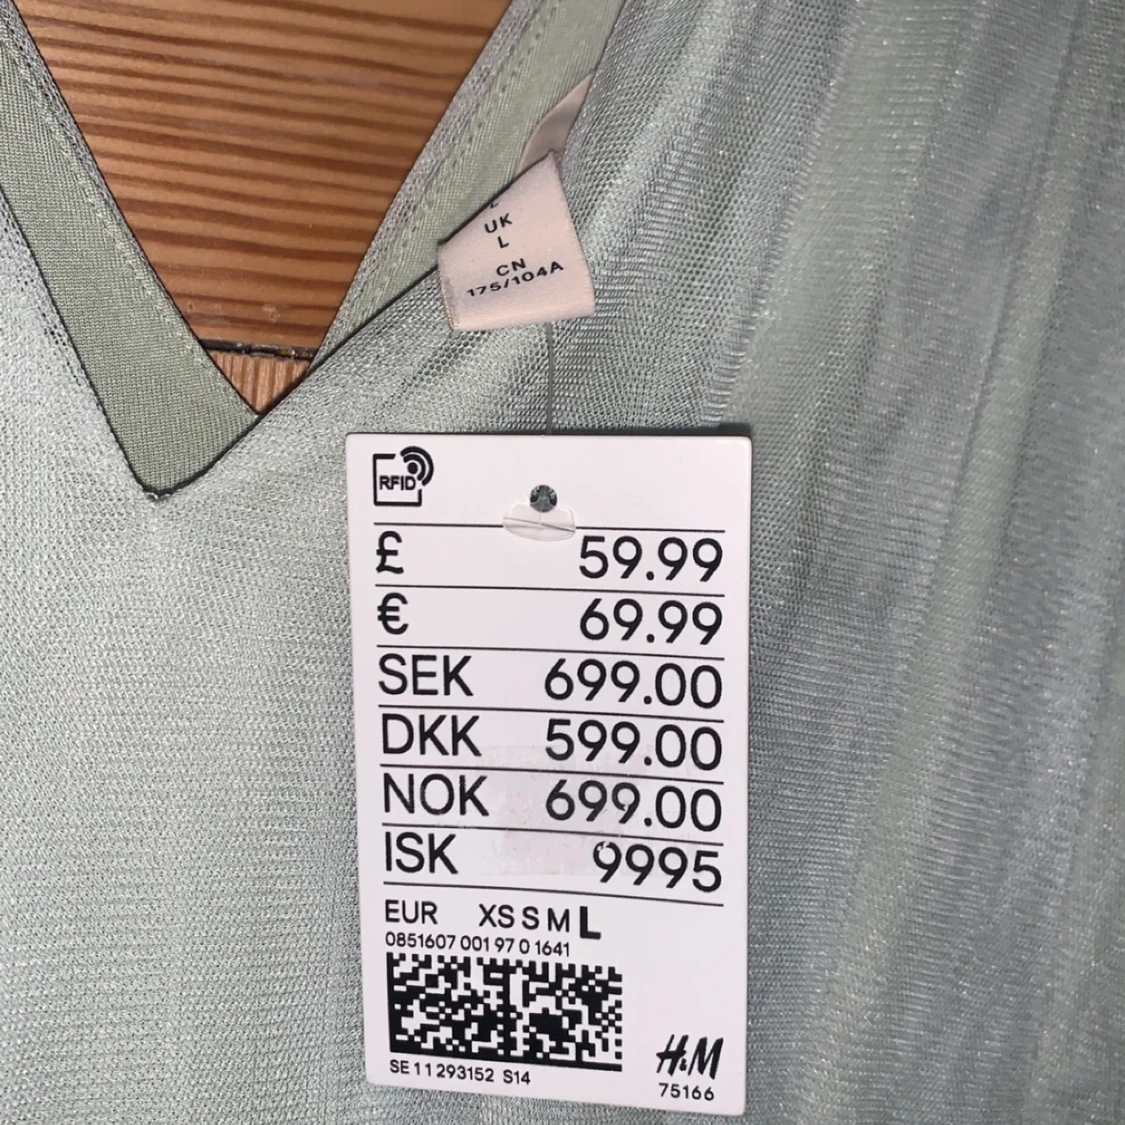 L
UK
L
CN
175/104A
RFID
£ 59.99
€ 69.99
SEK 699.00
DKK 599.00
NOK 699.00
ISK 9995
EUR XS S M L
0851607 001 97 0 1641
SE 11 293152 S14
H&M
75166